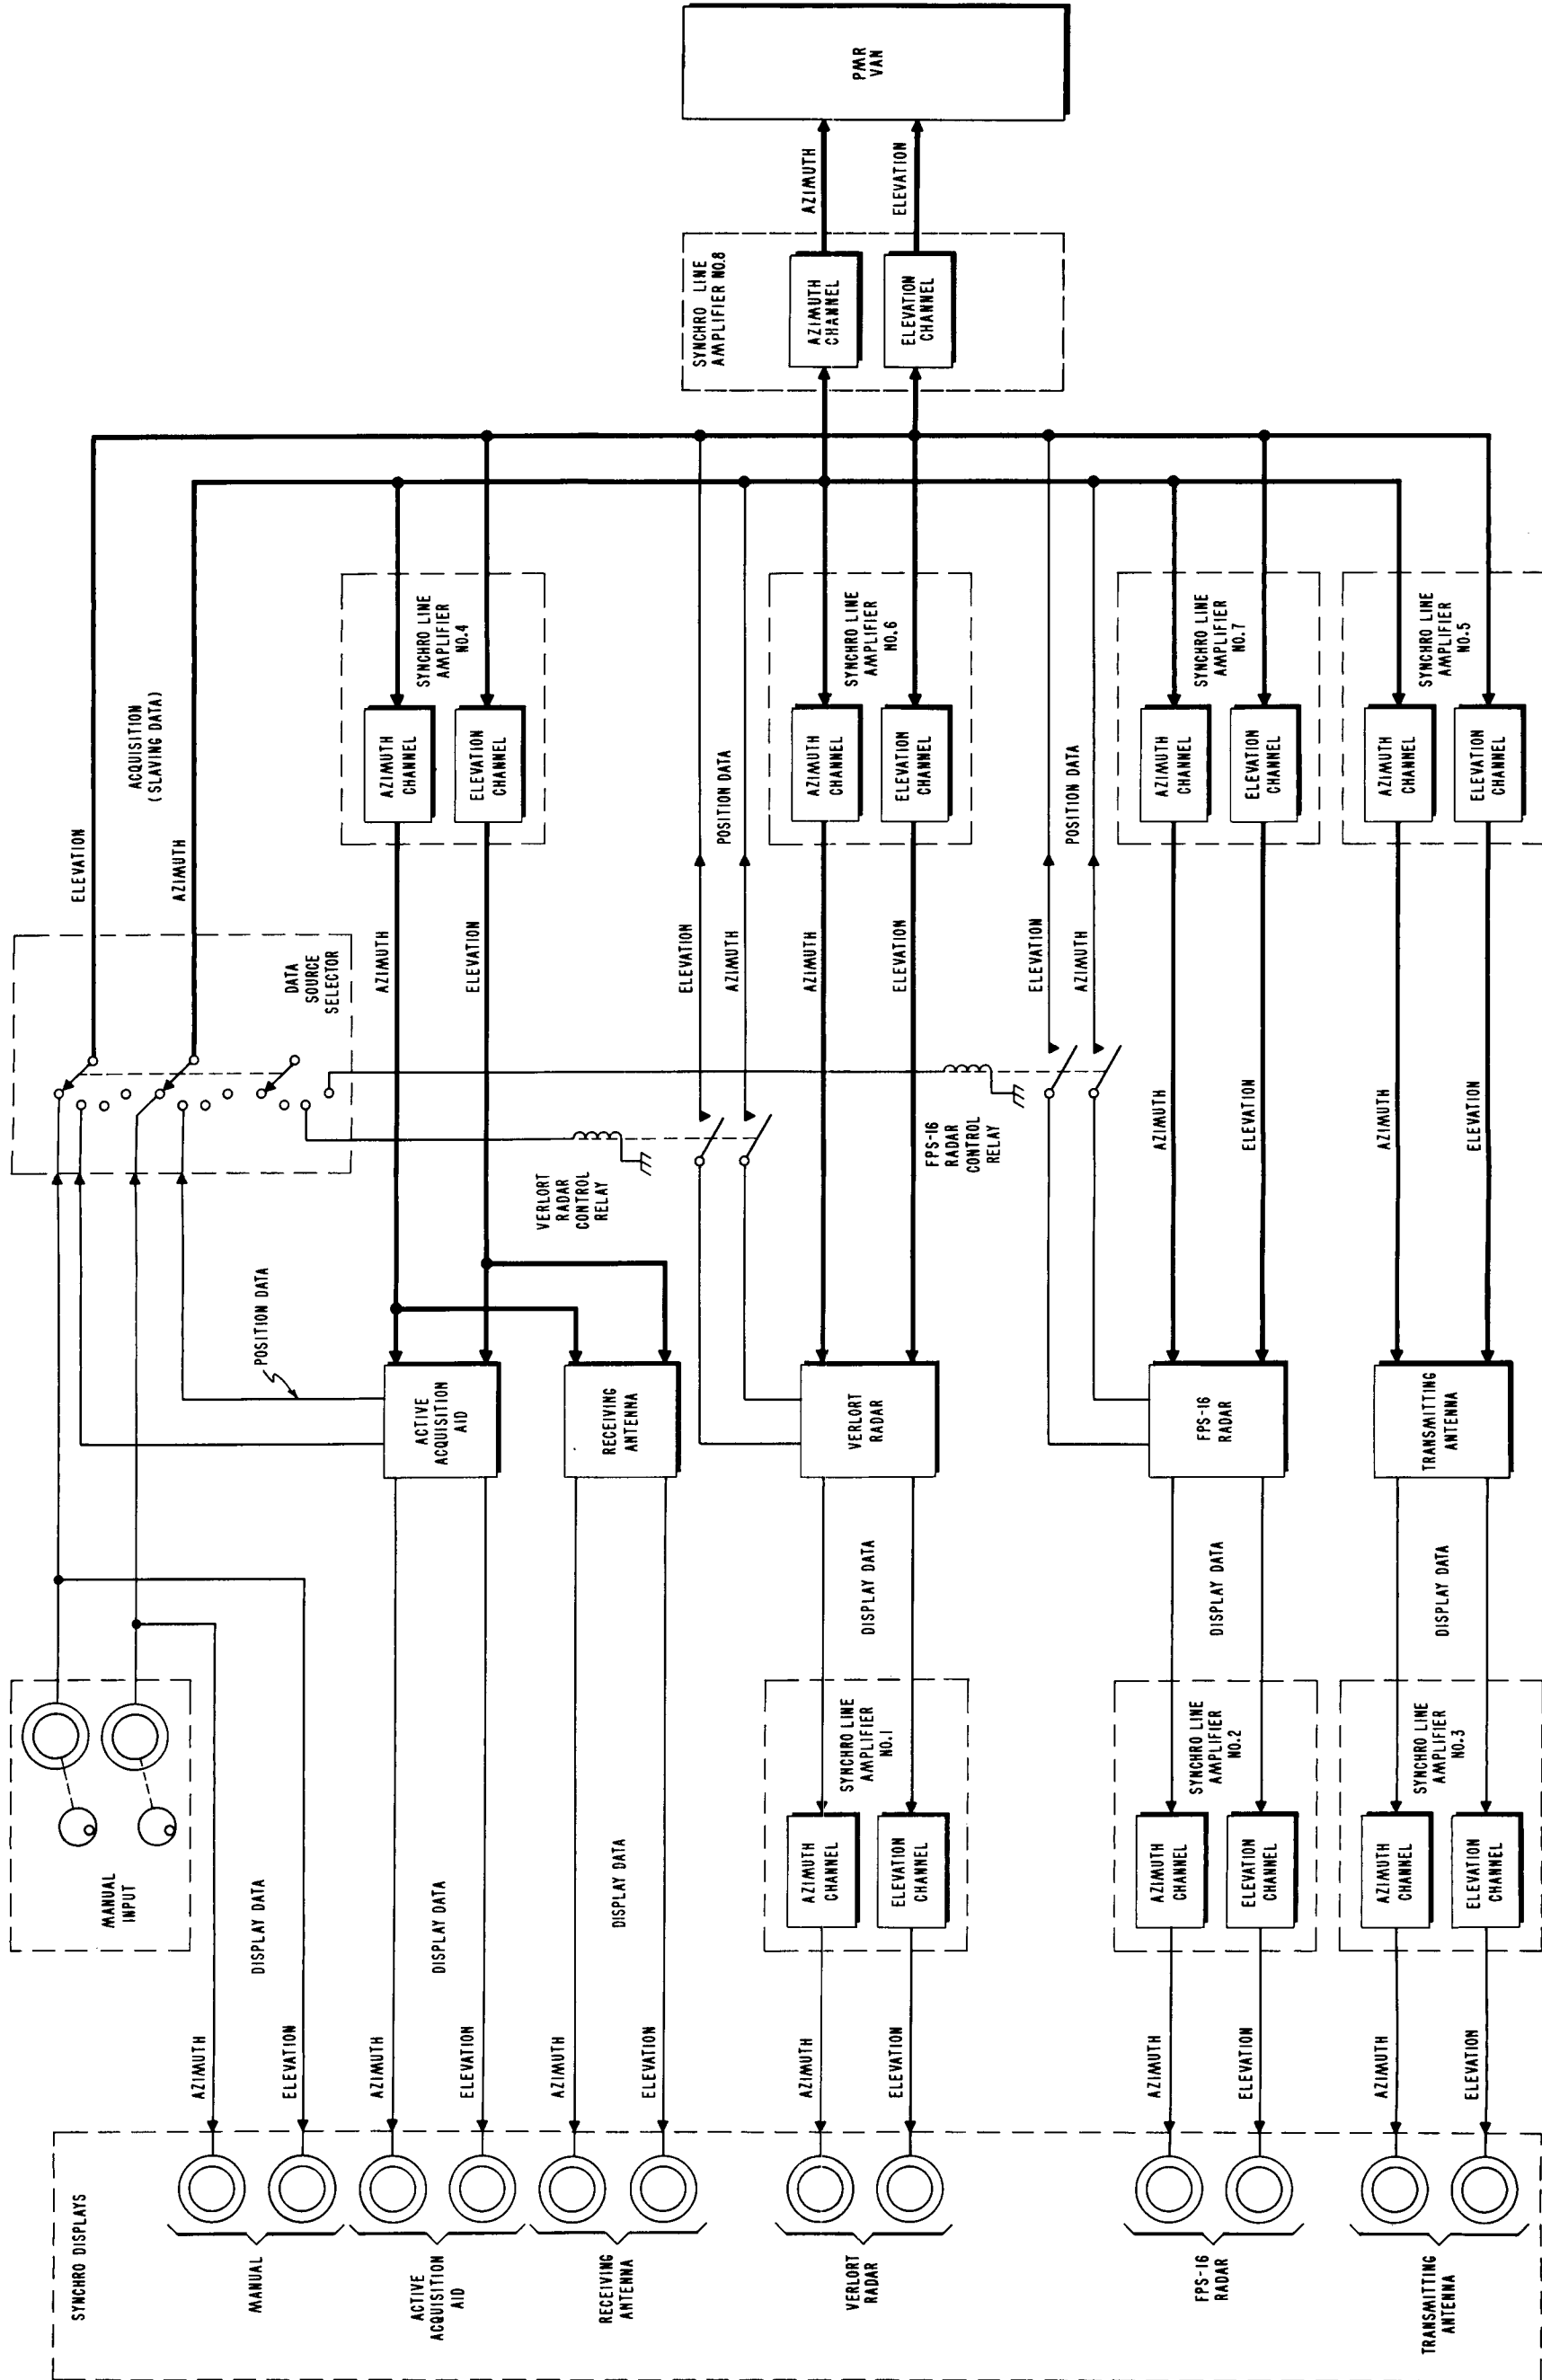 SYNCHRO DISPLAYS
MANUAL
ACTIVE
ACQUISITION
AID
RECEIVING
ANTENNA
VERLORT
RADAR
FPS-16
RADAR
TRANSMITTING
ANTENNA
AZIMUTH
ELEVATION
AZIMUTH
ELEVATION
AZIMUTH
ELEVATION
AZIMUTH
ELEVATION
AZIMUTH
ELEVATION
AZIMUTH
ELEVATION
MANUAL
INPUT
DISPLAY DATA
DISPLAY DATA
DISPLAY DATA
AZIMUTH
CHANNEL
ELEVATION
CHANNEL
SYNCHRO LINE
AMPLIFIER
NO.1
AZIMUTH
CHANNEL
ELEVATION
CHANNEL
SYNCHRO LINE
AMPLIFIER
NO.2
AZIMUTH
CHANNEL
ELEVATION
CHANNEL
SYNCHRO LINE
AMPLIFIER
NO.3
DISPLAY DATA
DISPLAY DATA
DISPLAY DATA
POSITION DATA
ACTIVE
ACQUISITION
AID
RECEIVING
ANTENNA
VERLORT
RADAR
FPS-16
RADAR
TRANSMITTING
ANTENNA
VERLORT
RADAR
CONTROL
RELAY
FPS-16
RADAR
CONTROL
RELAY
AZIMUTH
ELEVATION
AZIMUTH
ELEVATION
DATA
SOURCE
SELECTOR
AZIMUTH
ELEVATION
ELEVATION
AZIMUTH
AZIMUTH
ELEVATION
ELEVATION
AZIMUTH
ELEVATION
AZIMUTH
ACQUISITION
(SLAVING DATA)
AZIMUTH
CHANNEL
ELEVATION
CHANNEL
SYNCHRO LINE
AMPLIFIER
NO.4
POSITION DATA
AZIMUTH
CHANNEL
ELEVATION
CHANNEL
SYNCHRO LINE
AMPLIFIER
NO.6
POSITION DATA
AZIMUTH
CHANNEL
ELEVATION
CHANNEL
SYNCHRO LINE
AMPLIFIER
NO.7
AZIMUTH
CHANNEL
ELEVATION
CHANNEL
SYNCHRO LINE
AMPLIFIER
NO.5
SYNCHRO LINE
AMPLIFIER NO.8
AZIMUTH
CHANNEL
ELEVATION
CHANNEL
AZIMUTH
ELEVATION
PMR
VAN